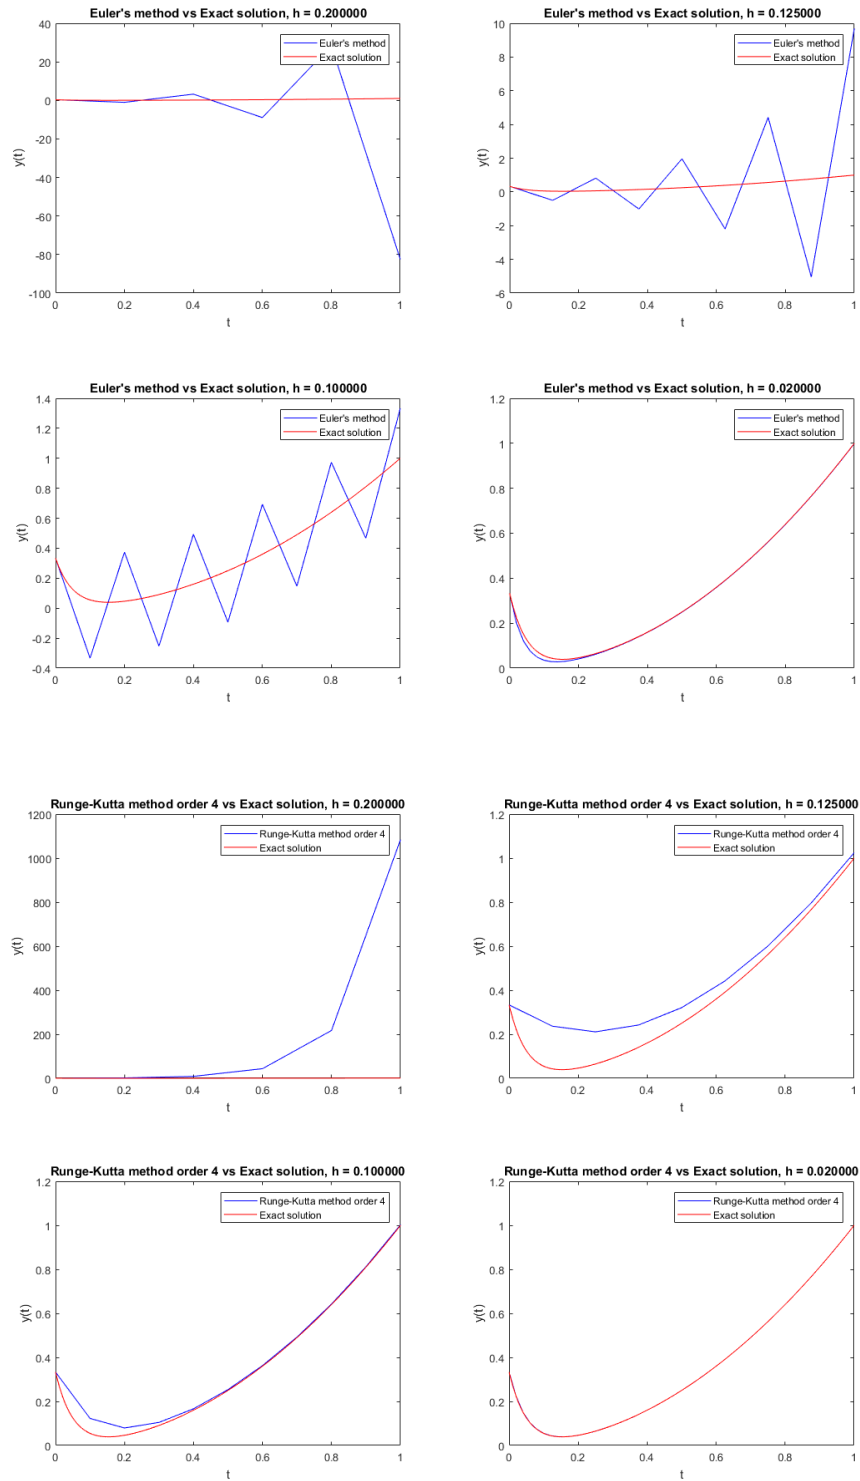 Euler's method vs Exact solution, h = 0.200000
40
20
0
-20
-40
-60
-80
-100
y(t)
Euler's method
Exact solution
0 0.2 0.4 0.6 0.8 1
t
Euler's method vs Exact solution, h = 0.125000
10
8
6
4
2
0
-2
-4
-6
y(t)
Euler's method
Exact solution
0 0.2 0.4 0.6 0.8 1
t
Euler's method vs Exact solution, h = 0.100000
1.4
1.2
1
0.8
0.6
0.4
0.2
0
-0.2
-0.4
y(t)
Euler's method
Exact solution
0 0.2 0.4 0.6 0.8 1
t
Euler's method vs Exact solution, h = 0.020000
1.2
1
0.8
0.6
0.4
0.2
0
y(t)
Euler's method
Exact solution
0 0.2 0.4 0.6 0.8 1
t
Runge-Kutta method order 4 vs Exact solution, h = 0.200000
1200
1000
800
600
400
200
0
y(t)
Runge-Kutta method order 4
Exact solution
0 0.2 0.4 0.6 0.8 1
t
Runge-Kutta method order 4 vs Exact solution, h = 0.125000
1.2
1
0.8
0.6
0.4
0.2
0
y(t)
Runge-Kutta method order 4
Exact solution
0 0.2 0.4 0.6 0.8 1
t
Runge-Kutta method order 4 vs Exact solution, h = 0.100000
1.2
1
0.8
0.6
0.4
0.2
0
y(t)
Runge-Kutta method order 4
Exact solution
0 0.2 0.4 0.6 0.8 1
t
Runge-Kutta method order 4 vs Exact solution, h = 0.020000
1.2
1
0.8
0.6
0.4
0.2
0
y(t)
Runge-Kutta method order 4
Exact solution
0 0.2 0.4 0.6 0.8 1
t